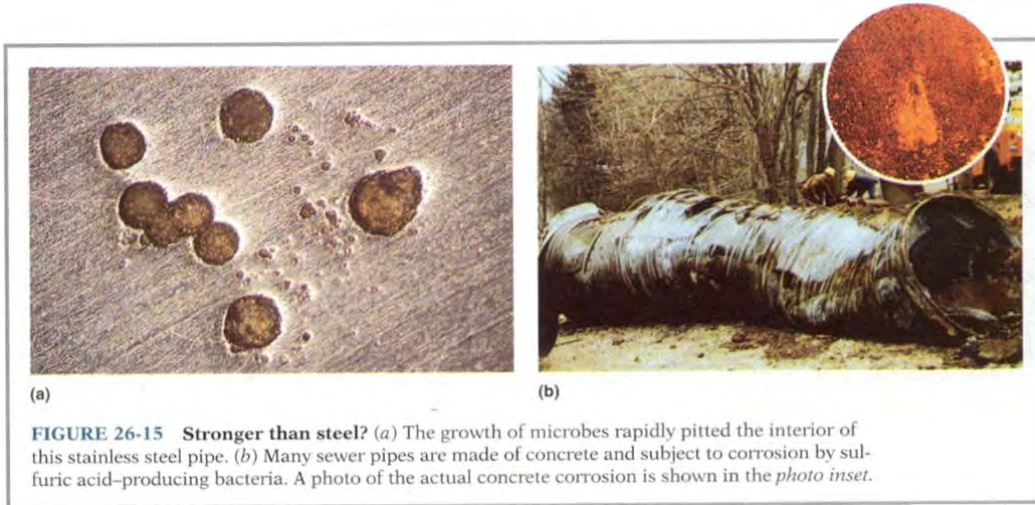 (a)
(b)
FIGURE 26-15 Stronger than steel? (a) The growth of microbes rapidly pitted the interior of
this stainless steel pipe. (b) Many sewer pipes are made of concrete and subject to corrosion by sul-
furic acid–producing bacteria. A photo of the actual concrete corrosion is shown in the photo inset.